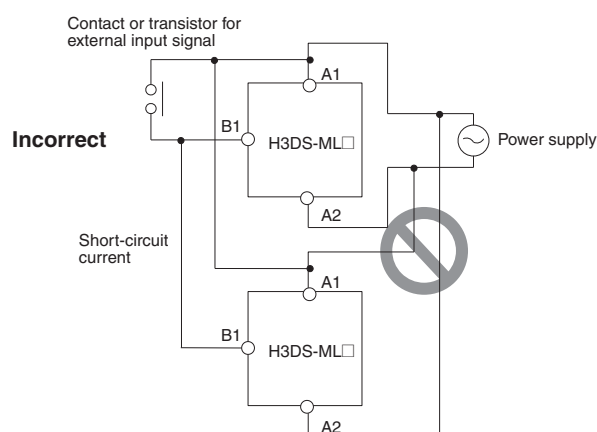 Contact or transistor for
external input signal
A1
B1
H3DS-ML□
Incorrect
Power supply
A2
Short-circuit
current
A1
B1
H3DS-ML□
A2